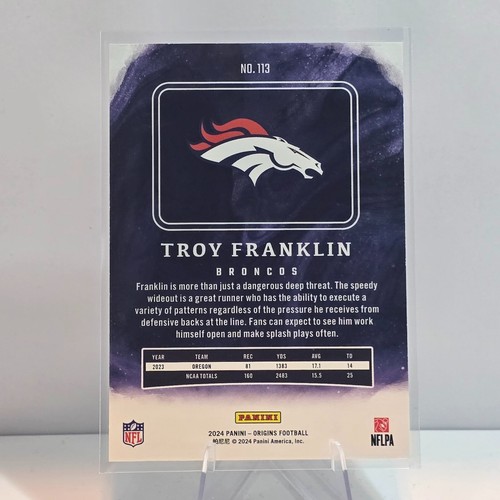 NO. 113
TROY FRANKLIN
BRONCOS
Franklin is more than just a dangerous deep threat. The speedy
wideout is a great runner who has the ability to execute a
variety of patterns regardless of the pressure he receives from
defensive backs at the line. Fans can expect to see him work
himself open and make splash plays often.
YEAR TEAM REC YDS AVG TD
2023 OREGON 81 1383 17.1 14
NCAA TOTALS 160 2483 15.5 25
PANINI
NFL
NFLPA
2024 PANINI – ORIGINS FOOTBALL
帕尼尼 © 2024 Panini America, Inc.